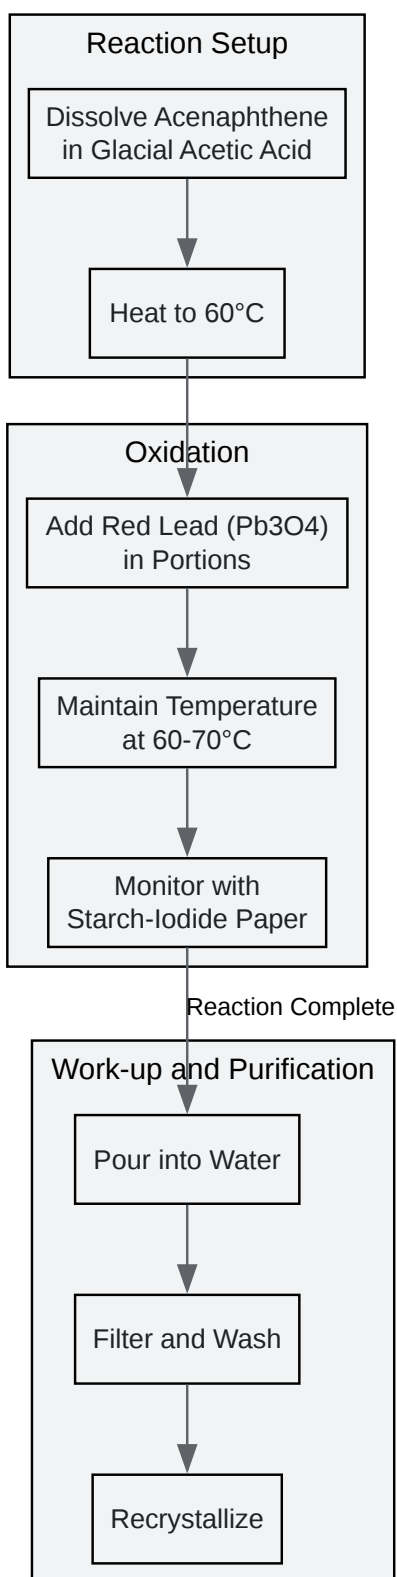 Reaction Setup
Dissolve Acenaphthene
in Glacial Acetic Acid
Heat to 60°C
Oxidation
Add Red Lead (Pb3O4)
in Portions
Maintain Temperature
at 60-70°C
Monitor with
Starch-Iodide Paper
Reaction Complete
Work-up and Purification
Pour into Water
Filter and Wash
Recrystallize